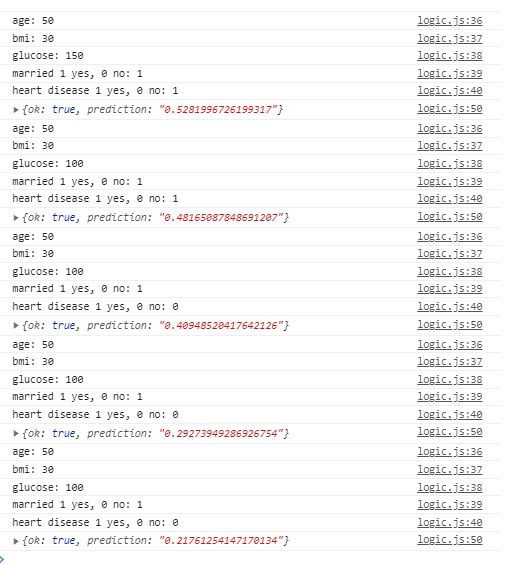 age: 50 logic.js:36
bmi: 30 logic.js:37
glucose: 150 logic.js:38
married 1 yes, 0 no: 1 logic.js:39
heart disease 1 yes, 0 no: 1 logic.js:40
▶{ok: true, prediction: "0.5281996726199317"} logic.js:50
age: 50 logic.js:36
bmi: 30 logic.js:37
glucose: 100 logic.js:38
married 1 yes, 0 no: 1 logic.js:39
heart disease 1 yes, 0 no: 1 logic.js:40
▶{ok: true, prediction: "0.48165087848691207"} logic.js:50
age: 50 logic.js:36
bmi: 30 logic.js:37
glucose: 100 logic.js:38
married 1 yes, 0 no: 1 logic.js:39
heart disease 1 yes, 0 no: 0 logic.js:40
▶{ok: true, prediction: "0.40948520417642126"} logic.js:50
age: 50 logic.js:36
bmi: 30 logic.js:37
glucose: 100 logic.js:38
married 1 yes, 0 no: 1 logic.js:39
heart disease 1 yes, 0 no: 0 logic.js:40
▶{ok: true, prediction: "0.29273949286926754"} logic.js:50
age: 50 logic.js:36
bmi: 30 logic.js:37
glucose: 100 logic.js:38
married 1 yes, 0 no: 1 logic.js:39
heart disease 1 yes, 0 no: 0 logic.js:40
▶{ok: true, prediction: "0.21761254147170134"} logic.js:50